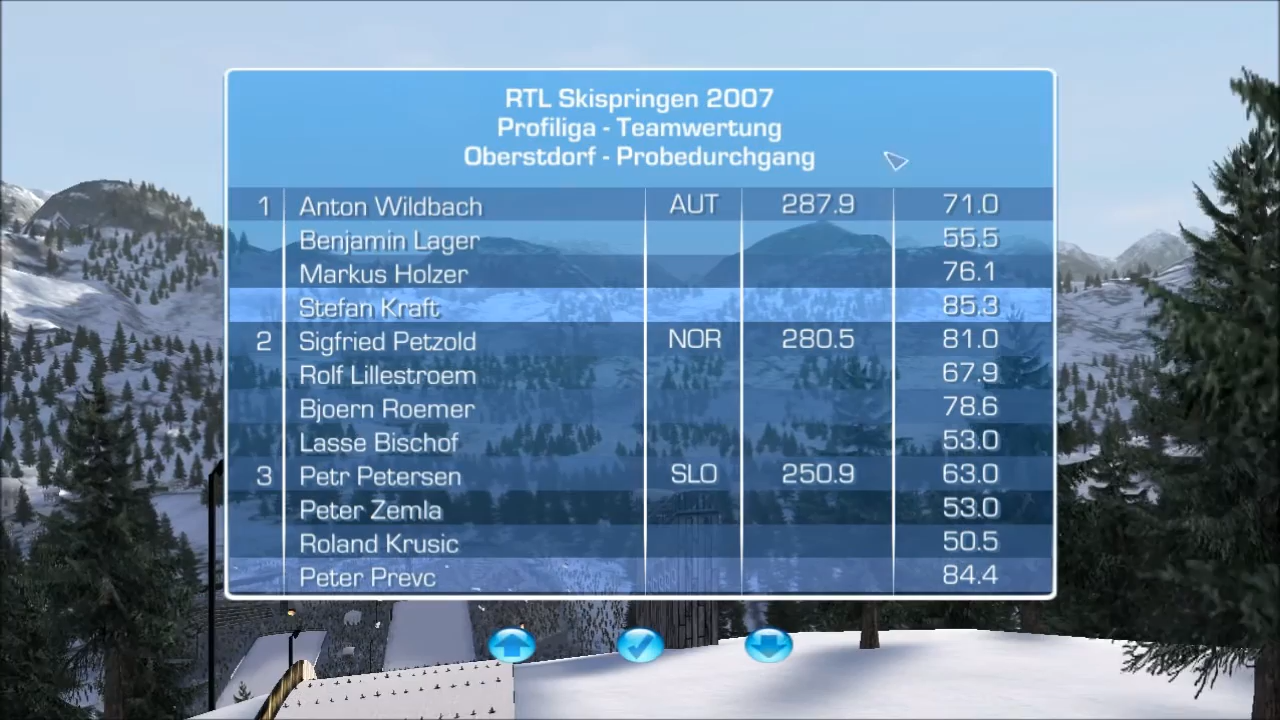 RTL Skispringen 2007
Profiliga - Teamwertung
Oberstdorf - Probedurchgang
1 Anton Wildbach AUT 287.9 71.0
Benjamin Lager 55.5
Markus Holzer 76.1
Stefan Kraft 85.3
2 Sigfried Petzold NOR 280.5 81.0
Rolf Lillestroem 67.9
Bjoern Roemer 78.6
Lasse Bischof 53.0
3 Petr Petersen SLO 250.9 63.0
Peter Zemla 53.0
Roland Krusic 50.5
Peter Prevc 84.4